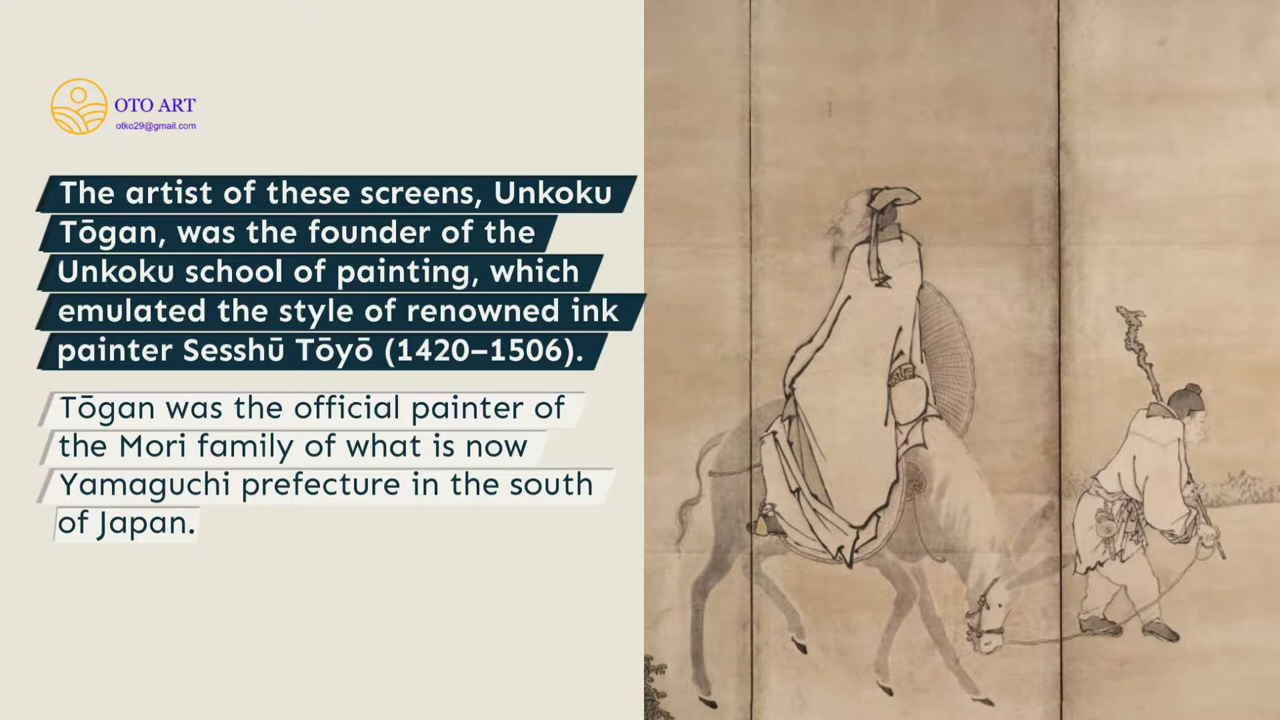 OTO ART
otko29@gmail.com
The artist of these screens, Unkoku
Tōgan, was the founder of the
Unkoku school of painting, which
emulated the style of renowned ink
painter Sesshū Tōyō (1420–1506).
Tōgan was the official painter of
the Mori family of what is now
Yamaguchi prefecture in the south
of Japan.